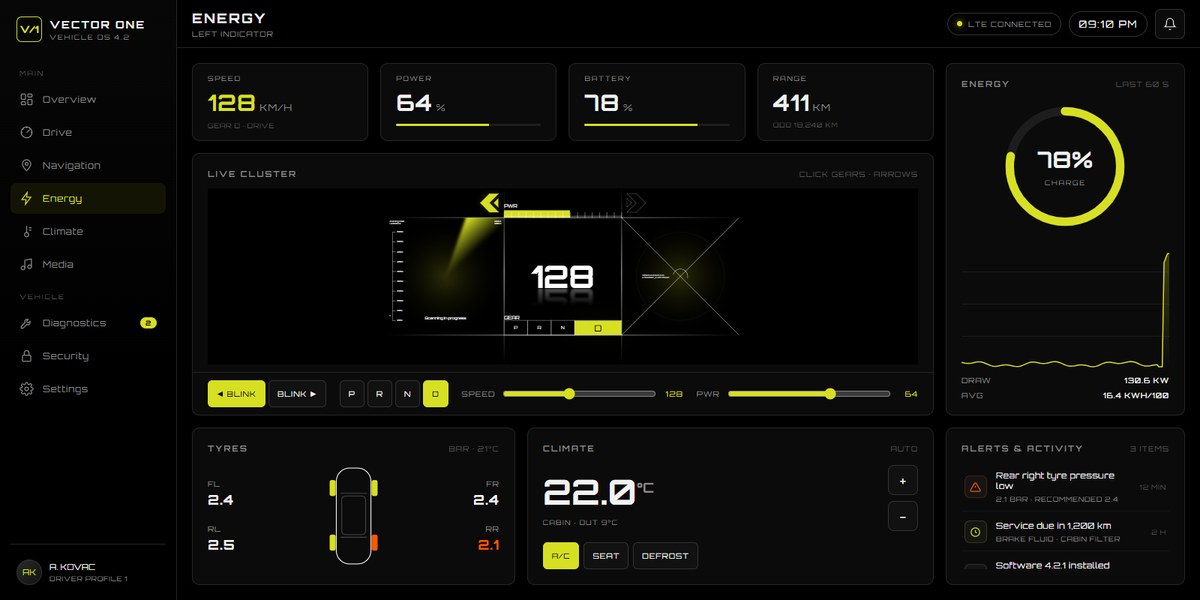 VECTOR ONE
VEHICLE OS 4.2
MAIN
Overview
Drive
Navigation
Energy
Climate
Media
VEHICLE
Diagnostics
2
Security
Settings
AK
A. KOVAC
DRIVER PROFILE 1
ENERGY
LEFT INDICATOR
LTE CONNECTED
09:10 PM
SPEED
128 KM/H
GEAR D · DRIVE
POWER
64 %
BATTERY
78 %
RANGE
411 KM
ODO 18,240 KM
LIVE CLUSTER
CLICK GEARS · ARROWS
PWR
128
Scanning in progress
GEAR
P R N D
◄ BLINK
BLINK ►
P R N D
SPEED
128
PWR
64
ENERGY
LAST 60 S
78%
CHARGE
DRAW
130.6 KW
AVG
16.4 KWH/100
TYRES
BAR · 21°C
FL
2.4
FR
2.4
RL
2.5
RR
2.1
CLIMATE
AUTO
22.0°C
CABIN · OUT 9°C
+
−
A/C
SEAT
DEFROST
ALERTS & ACTIVITY
3 ITEMS
Rear right tyre pressure
low
12 MIN
2.1 BAR · RECOMMENDED 2.4
Service due in 1,200 km
2 H
BRAKE FLUID · CABIN FILTER
Software 4.2.1 installed